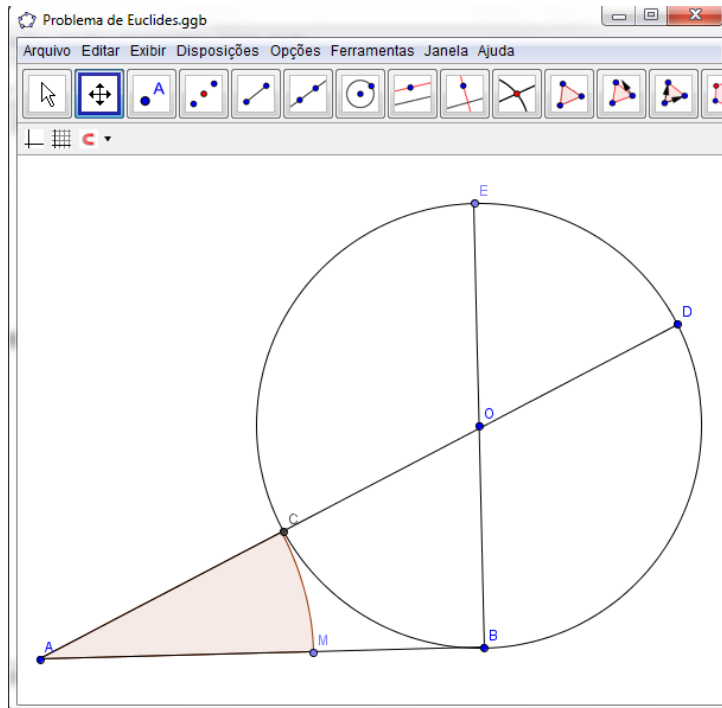 Problema de Euclides.ggb
Arquivo Editar Exibir Disposições Opções Ferramentas Janela Ajuda
A
E
D
O
C
A
M
B